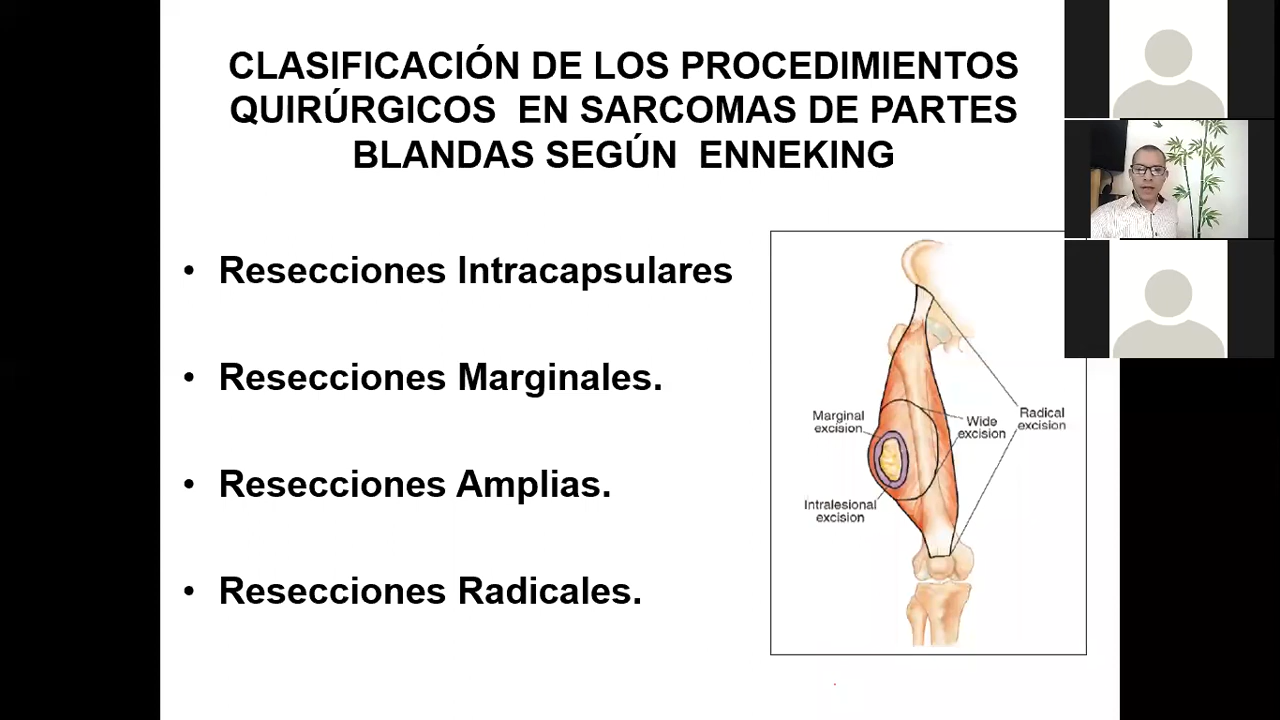 CLASIFICACIÓN DE LOS PROCEDIMIENTOS
QUIRÚRGICOS EN SARCOMAS DE PARTES
BLANDAS SEGÚN ENNEKING
• Resecciones Intracapsulares
• Resecciones Marginales.
• Resecciones Amplias.
• Resecciones Radicales.
Marginal
excision
Wide
excision
Radical
excision
Intralesional
excision